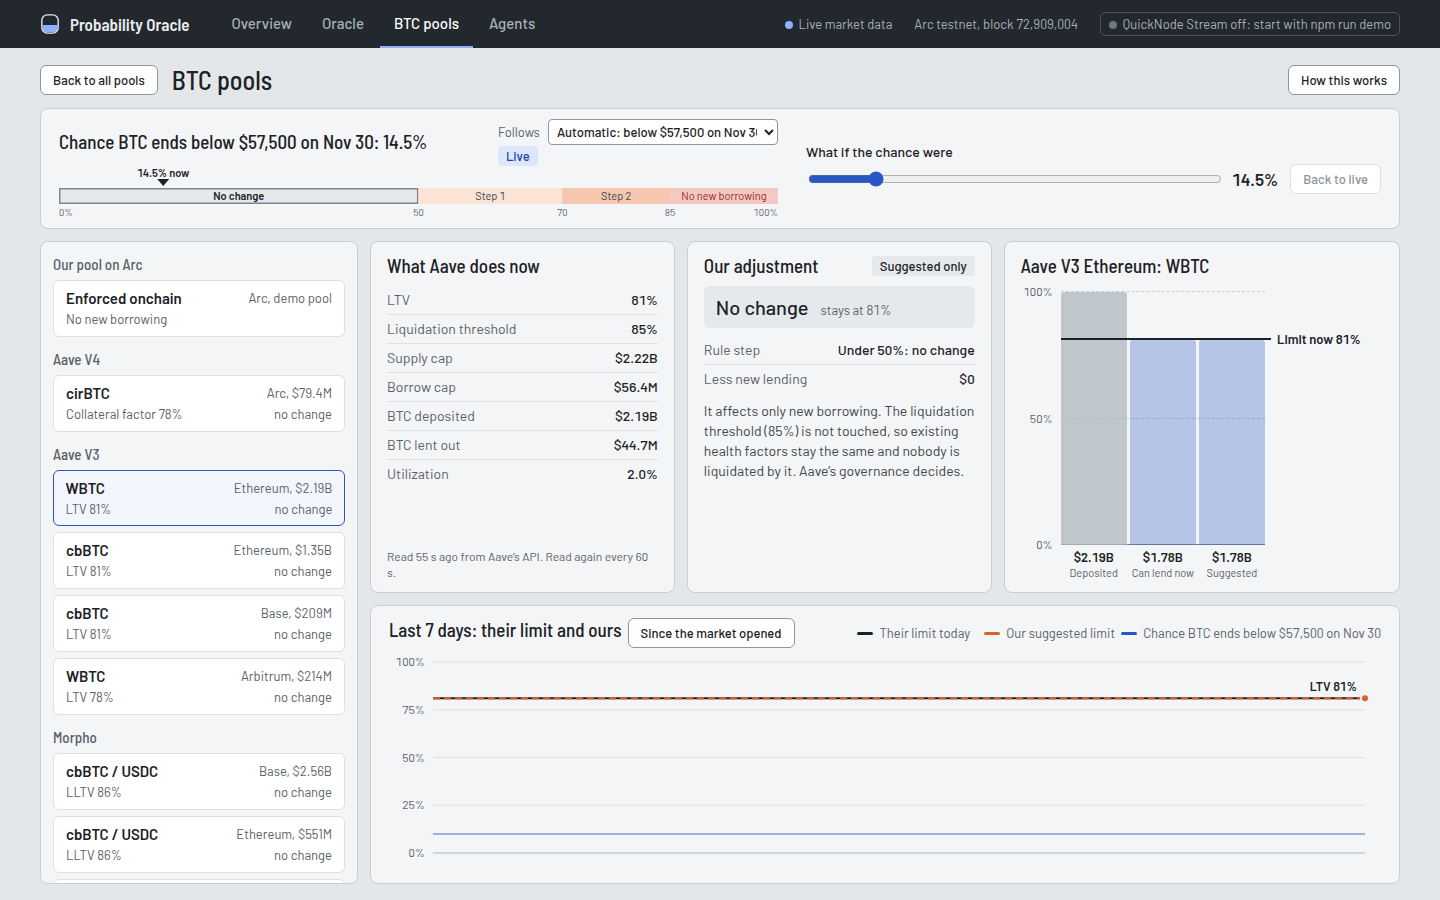 Probability Oracle
Overview
Oracle
BTC pools
Agents
Live market data
Arc testnet, block 72,909,004
QuickNode Stream off: start with npm run demo
Back to all pools
BTC pools
How this works
Chance BTC ends below $57,500 on Nov 30: 14.5%
Follows
Automatic: below $57,500 on Nov 30
Live
14.5% now
No change
Step 1
Step 2
No new borrowing
0%
50
70
85
100%
What if the chance were
14.5%
Back to live
Our pool on Arc
Enforced onchain
Arc, demo pool
No new borrowing
Aave V4
cirBTC
Arc, $79.4M
Collateral factor 78%
no change
Aave V3
WBTC
Ethereum, $2.19B
LTV 81%
no change
cbBTC
Ethereum, $1.35B
LTV 81%
no change
cbBTC
Base, $209M
LTV 81%
no change
WBTC
Arbitrum, $214M
LTV 78%
no change
Morpho
cbBTC / USDC
Base, $2.56B
LLTV 86%
no change
cbBTC / USDC
Ethereum, $551M
LLTV 86%
no change
What Aave does now
LTV
81%
Liquidation threshold
85%
Supply cap
$2.22B
Borrow cap
$56.4M
BTC deposited
$2.19B
BTC lent out
$44.7M
Utilization
2.0%
Read 55 s ago from Aave's API. Read again every 60
s.
Our adjustment
Suggested only
No change
stays at 81%
Rule step
Under 50%: no change
Less new lending
$0
It affects only new borrowing. The liquidation
threshold (85%) is not touched, so existing
health factors stay the same and nobody is
liquidated by it. Aave's governance decides.
Aave V3 Ethereum: WBTC
100%
Limit now 81%
50%
0%
$2.19B
$1.78B
$1.78B
Deposited
Can lend now
Suggested
Last 7 days: their limit and ours
Since the market opened
Their limit today
Our suggested limit
Chance BTC ends below $57,500 on Nov 30
100%
LTV 81%
75%
50%
25%
0%